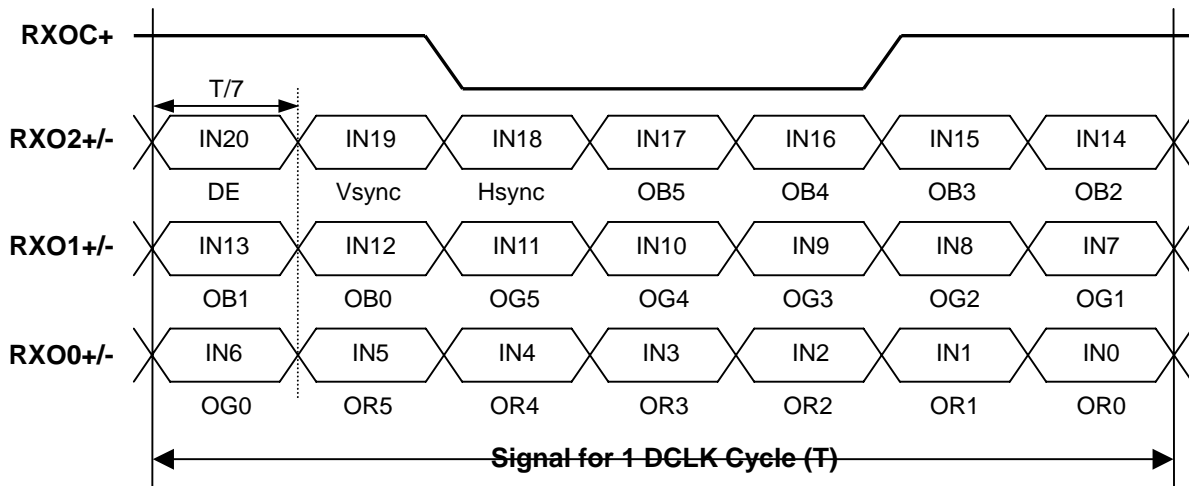 RXOC+
T/7
RXO2+/- IN20 IN19 IN18 IN17 IN16 IN15 IN14
DE Vsync Hsync OB5 OB4 OB3 OB2
RXO1+/- IN13 IN12 IN11 IN10 IN9 IN8 IN7
OB1 OB0 OG5 OG4 OG3 OG2 OG1
RXO0+/- IN6 IN5 IN4 IN3 IN2 IN1 IN0
OG0 OR5 OR4 OR3 OR2 OR1 OR0
Signal for 1 DCLK Cycle (T)